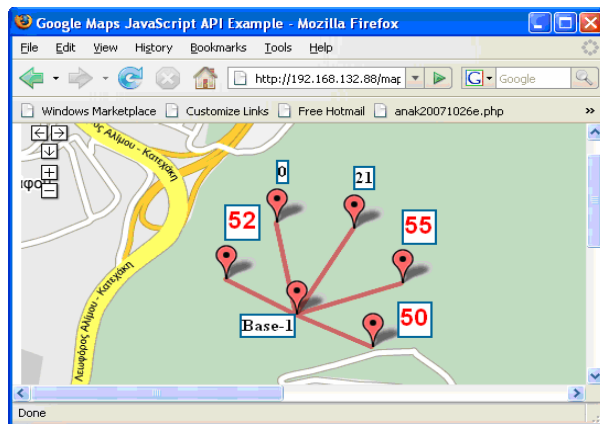 Google Maps JavaScript API Example - Mozilla Firefox
File Edit View History Bookmarks Tools Help
http://192.168.132.88/map
G Google
Windows Marketplace Customize Links Free Hotmail anak20071026e.php »
ς Αλίμου - Κατεχάκη
0
21
52
55
Base-1
50
Λεωφόρος Αλίμου - Κατεχάκη
Done